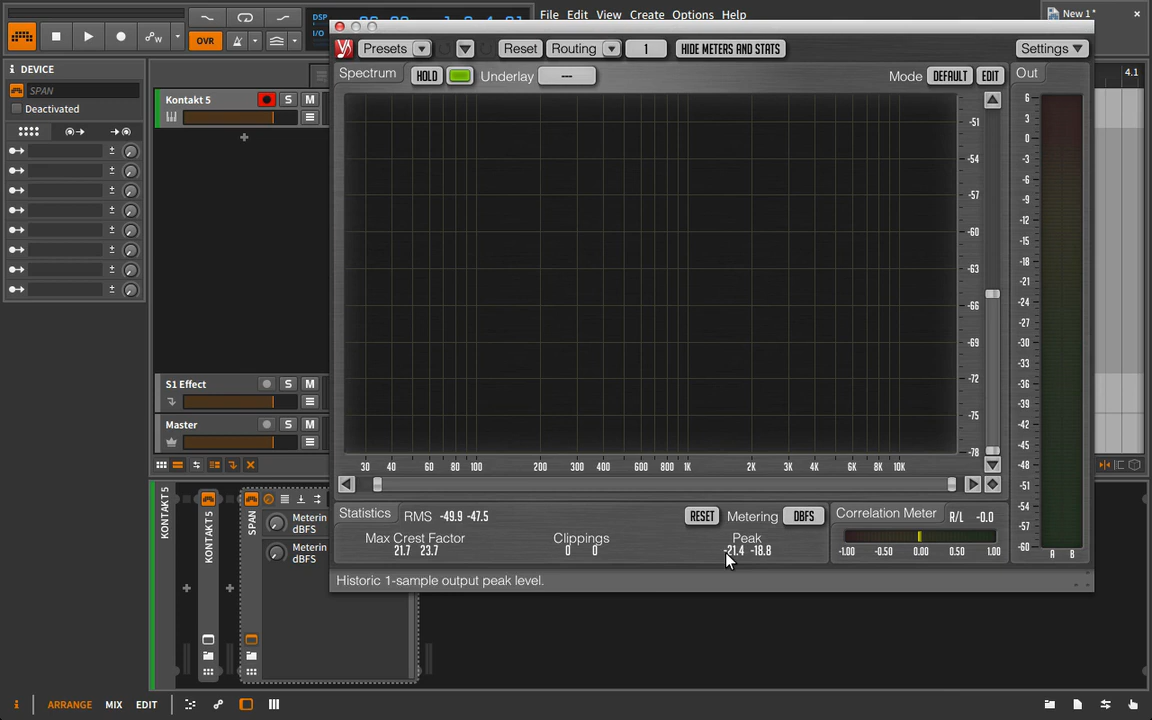 DSP
I/O
File Edit View Create Options Help
New 1 *
OVR
Presets
Reset
Routing
1
HIDE METERS AND STATS
Settings
DEVICE
SPAN
Deactivated
Spectrum
HOLD
Underlay
---
Mode
DEFAULT
EDIT
Out
4.1
Kontakt 5
S
M
-51
-54
-57
-60
-63
-66
-69
-72
-75
-78
6
3
0
-3
-6
-9
-12
-15
-18
-21
-24
-27
-30
-33
-36
-39
-42
-45
-48
-51
-54
-57
-60
A B
S1 Effect
S
M
Master
S
M
30 40 60 80 100 200 300 400 600 800 1K 2K 3K 4K 6K 8K 10K
Statistics
RMS -49.9 -47.5
RESET
Metering
DBFS
Correlation Meter
R/L -0.0
Max Crest Factor
21.7 23.7
Clippings
0 0
Peak
-21.4 -18.8
-1.00 -0.50 0.00 0.50 1.00
Historic 1-sample output peak level.
KONTAKT 5
KONTAKT 5
SPAN
Meterin
dBFS
Meterin
dBFS
ARRANGE MIX EDIT